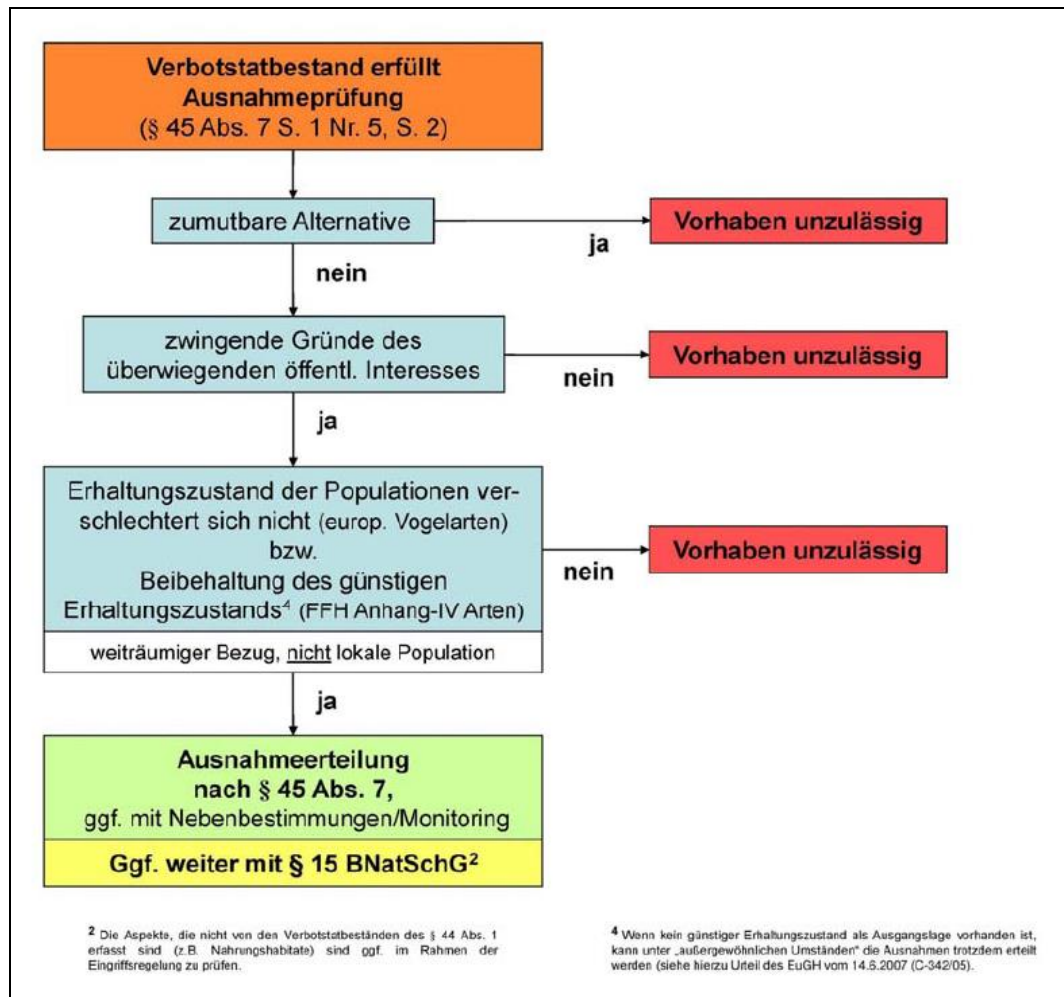 Verbotstatbestand erfüllt
Ausnahmeprüfung
(§ 45 Abs. 7 S. 1 Nr. 5, S. 2)
zumutbare Alternative
ja
Vorhaben unzulässig
nein
zwingende Gründe des
überwiegenden öffentl. Interesses
nein
Vorhaben unzulässig
ja
Erhaltungszustand der Populationen ver-
schlechtert sich nicht (europ. Vogelarten)
bzw.
Beibehaltung des günstigen
Erhaltungszustands⁴ (FFH Anhang-IV Arten)
weiträumiger Bezug, nicht lokale Population
nein
Vorhaben unzulässig
ja
Ausnahmeerteilung
nach § 45 Abs. 7,
ggf. mit Nebenbestimmungen/Monitoring
Ggf. weiter mit § 15 BNatSchG²
² Die Aspekte, die nicht von den Verbotstatbeständen des § 44 Abs. 1
erfasst sind (z.B. Nahrungshabitate) sind ggf. im Rahmen der
Eingriffsregelung zu prüfen.
⁴ Wenn kein günstiger Erhaltungszustand als Ausgangslage vorhanden ist,
kann unter „außergewöhnlichen Umständen“ die Ausnahmen trotzdem erteilt
werden (siehe hierzu Urteil des EuGH vom 14.6.2007 (C-342/05).